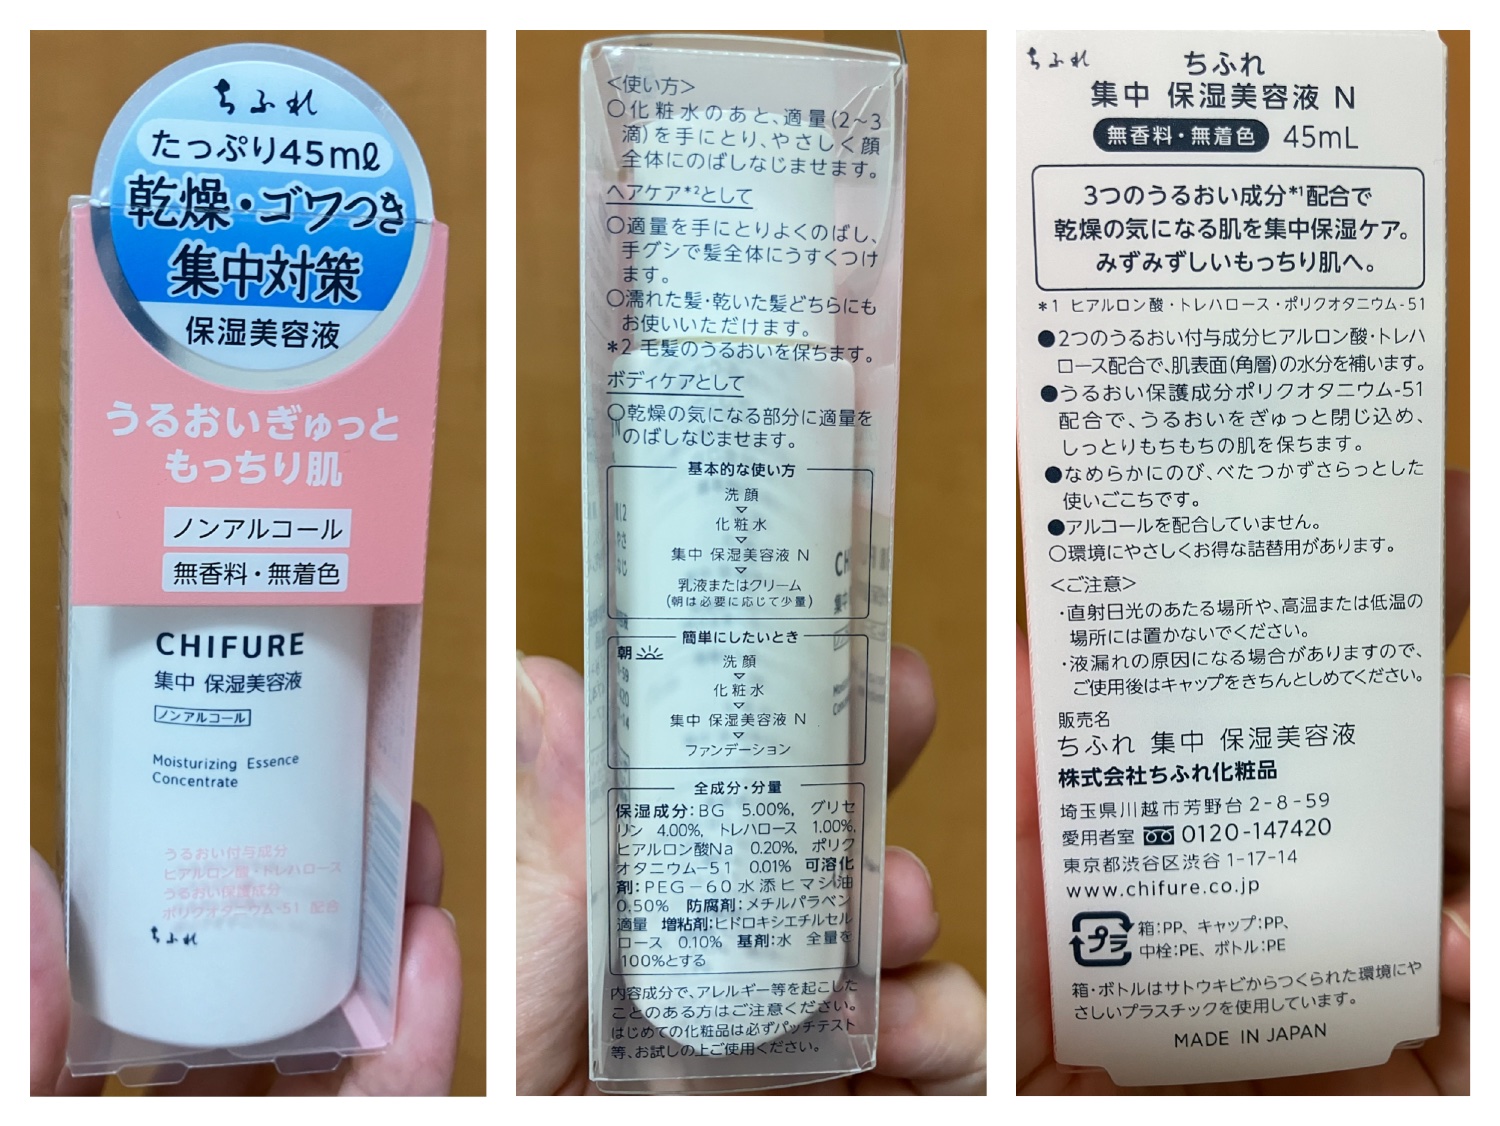 ちふれ
たっぷり45mℓ
乾燥・ゴワつき
集中対策
保湿美容液
うるおいぎゅっと
もっちり肌
ノンアルコール
無香料・無着色
CHIFURE
集中 保湿美容液
ノンアルコール
Moisturizing Essence
Concentrate
うるおい付与成分
ヒアルロン酸・トレハロース
うるおい保護成分
ポリクオタニウム-51 配合
ちふれ
<使い方>
○化粧水のあと、適量(2〜3
滴)を手にとり、やさしく顔
全体にのばしなじませます。
ヘアケア*2として
○適量を手にとりよくのばし、
手グシで髪全体にうすくつけ
ます。
○濡れた髪・乾いた髪どちらにも
お使いいただけます。
*2 毛髪のうるおいを保ちます。
ボディケアとして
○乾燥の気になる部分に適量を
のばしなじませます。
基本的な使い方
洗顔
▽
化粧水
▽
集中 保湿美容液 N
▽
乳液またはクリーム
(朝は必要に応じて少量)
簡単にしたいとき
朝
洗顔
▽
化粧水
▽
集中 保湿美容液 N
▽
ファンデーション
全成分・分量
保湿成分:BG 5.00%, グリセ
リン 4.00%, トレハロース 1.00%,
ヒアルロン酸Na 0.20%, ポリク
オタニウム-51 0.01% 可溶化
剤:PEG-60水添ヒマシ油
0.50% 防腐剤:メチルパラベン
適量 増粘剤:ヒドロキシエチルセル
ロース 0.10% 基剤:水 全量を
100%とする
内容成分で、アレルギー等を起こした
ことのある方はご注意ください。
はじめての化粧品は必ずパッチテスト
等、お試しの上ご使用ください。
ちふれ
ちふれ
集中 保湿美容液 N
無香料・無着色 45mL
3つのうるおい成分*1配合で
乾燥の気になる肌を集中保湿ケア。
みずみずしいもっちり肌へ。
*1 ヒアルロン酸・トレハロース・ポリクオタニウム-51
●2つのうるおい付与成分ヒアルロン酸・トレハ
ロース配合で、肌表面(角層)の水分を補います。
●うるおい保護成分ポリクオタニウム-51
配合で、うるおいをぎゅっと閉じ込め、
しっとりもちもちの肌を保ちます。
●なめらかにのび、べたつかずさらっとした
使いごこちです。
●アルコールを配合していません。
○環境にやさしくお得な詰替用があります。
<ご注意>
・直射日光のあたる場所や、高温または低温の
場所には置かないでください。
・液漏れの原因になる場合がありますので、
ご使用後はキャップをきちんとしめてください。
販売名
ちふれ 集中 保湿美容液
株式会社ちふれ化粧品
埼玉県川越市芳野台2-8-59
愛用者室 0120-147420
東京都渋谷区渋谷1-17-14
www.chifure.co.jp
プラ
箱:PP、キャップ:PP、
中栓:PE、ボトル:PE
箱・ボトルはサトウキビからつくられた環境にや
さしいプラスチックを使用しています。
MADE IN JAPAN